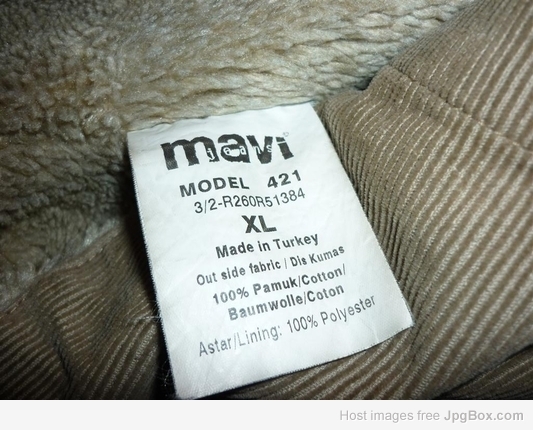 mavi
jeans
MODEL 421
3/2-R260R51384
XL
Made in Turkey
Out side fabric / Dis Kumas
100% Pamuk/Cotton/
Baumwolle/Coton
Astar/Lining: 100% Polyester
Host images free JpgBox.com